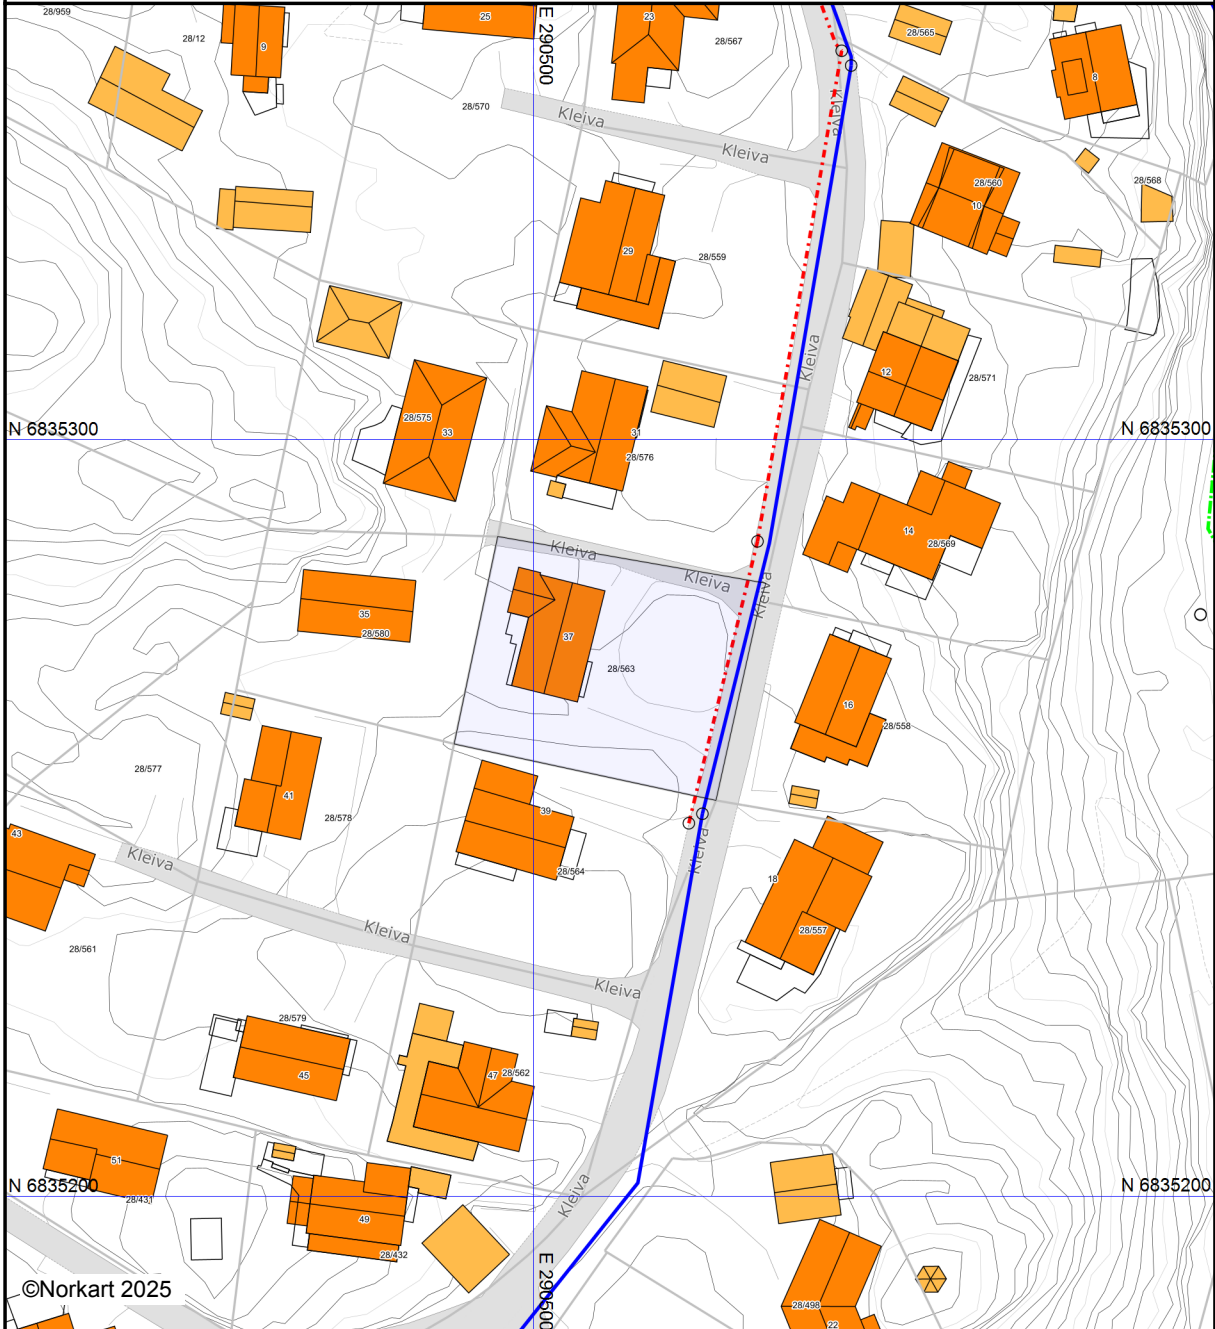 28/959
25
E 290500
23
28/12
9
28/567
28/565
8
28/570
Kleiva
Kleiva
Kleiva
28/568
28/560
10
29
28/559
Kleiva
12
28/571
28/575
33
N 6835300
31
N 6835300
28/576
14
28/569
Kleiva
Kleiva
Kleiva
35
28/580
37
28/563
16
28/558
28/577
41
28/578
39
43
Kleiva
Kleiva
28/564
18
28/561
Kleiva
28/557
Kleiva
28/579
45
47
28/562
51
N 6835200
28/431
Kleiva
N 6835200
49
28/432
E 290500
©Norkart 2025
28/498
22